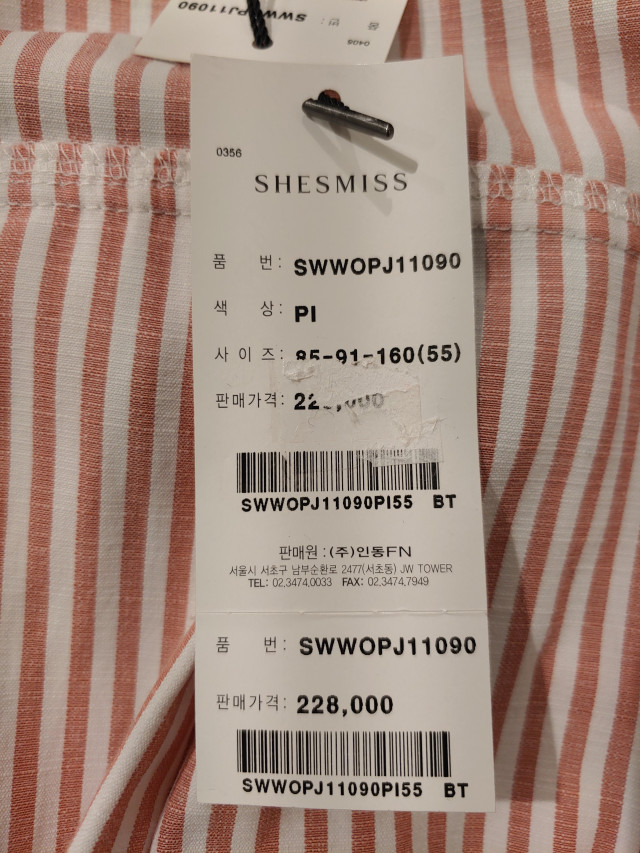 SWWOPJ11090
품 번:
0356
SHESMISS
품 번: SWWOPJ11090
색 상: PI
사이즈: 85-91-160(55)
판매가격:
SWWOPJ11090PI55 BT
판매원 : (주)인동FN
서울시 서초구 남부순환로 2477(서초동) JW TOWER
TEL: 02.3474.0033 FAX: 02.3474.7949
품 번: SWWOPJ11090
판매가격: 228,000
SWWOPJ11090PI55 BT